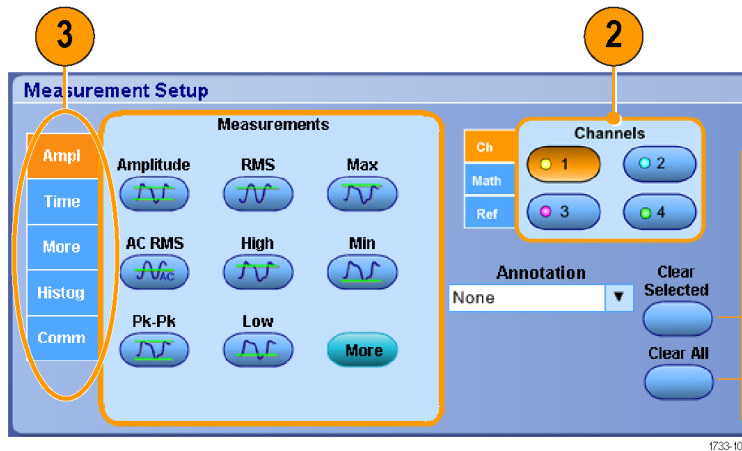 3
2
Measurement Setup
Measurements
Ampl
Time
More
Histog
Comm
Amplitude
RMS
Max
AC RMS
High
Min
AC
Pk-Pk
Low
More
Ch
Math
Ref
Channels
1
2
3
4
Annotation
None
Clear
Selected
Clear All
1733-10